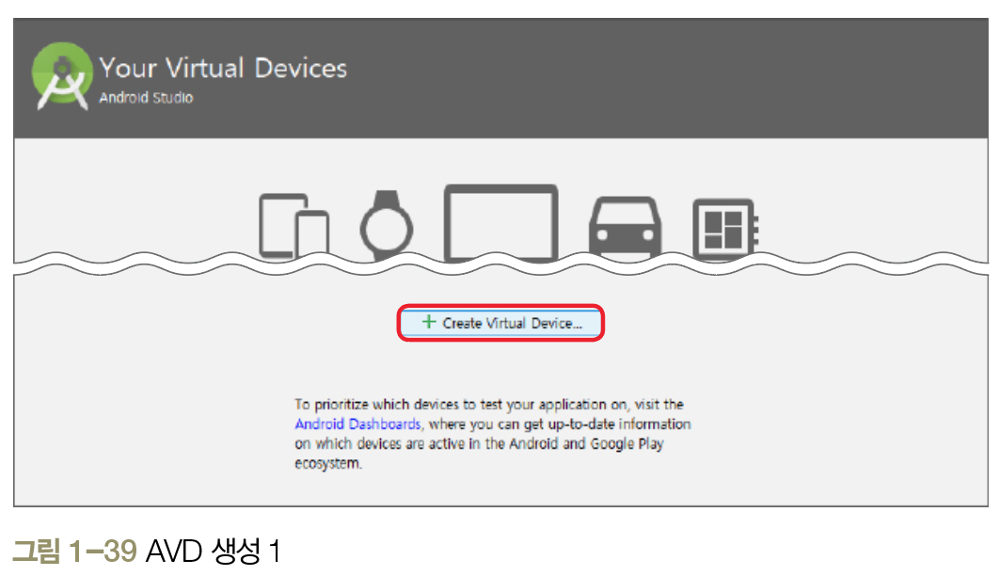 Your Virtual Devices
Android Studio
+ Create Virtual Device...
To prioritize which devices to test your application on, visit the
Android Dashboards, where you can get up-to-date information
on which devices are active in the Android and Google Play
ecosystem.
그림 1-39 AVD 생성 1